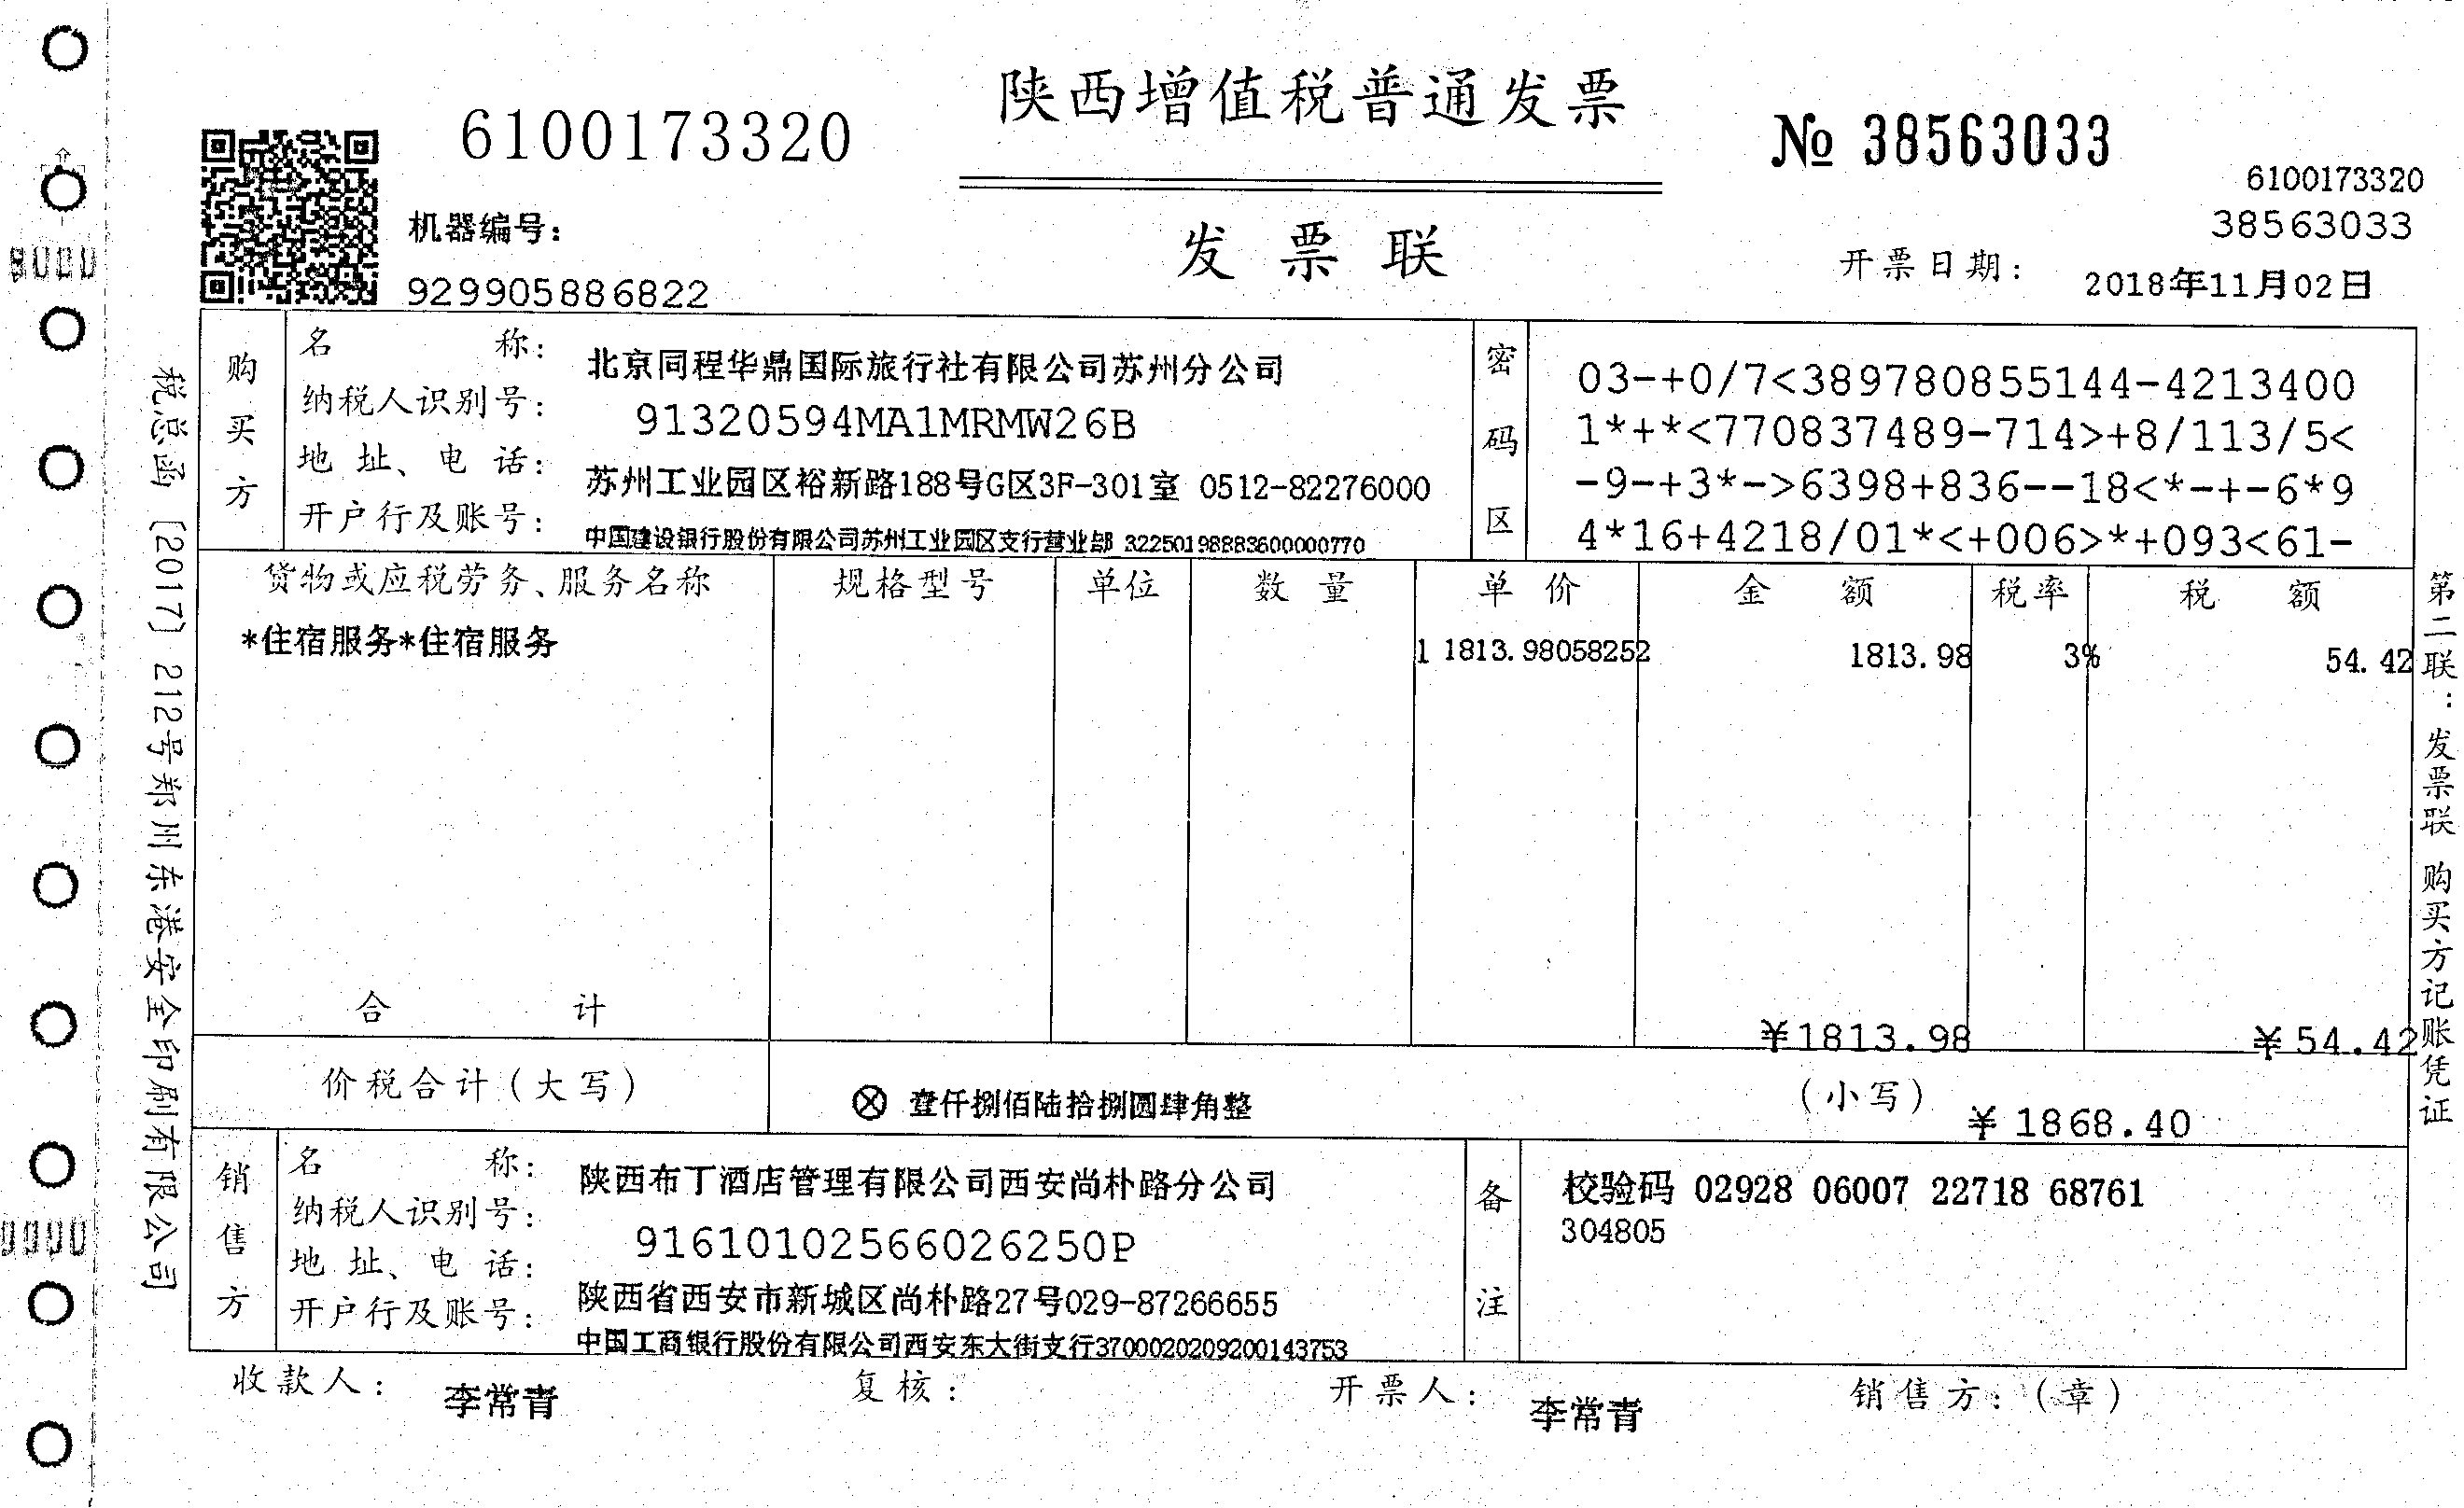 陕西增值税普通发票
6100173320
№ 38563033
6100173320
38563033
机器编号:
929905886822
发票联
开票日期: 2018年11月02日
购买方
名称: 北京同程华鼎国际旅行社有限公司苏州分公司
纳税人识别号: 91320594MA1MRMW26B
地址、电话: 苏州工业园区裕新路188号G区3F-301室 0512-82276000
开户行及账号: 中国建设银行股份有限公司苏州工业园区支行营业部 32250198883600000770
密码区
03-+0/7<389780855144-4213400
1*+*<770837489-714>+8/113/5<
-9-+3*->6398+836--18<*-+-6*9
4*16+4218/01*<+006>*+093<61-
货物或应税劳务、服务名称 规格型号 单位 数量 单价 金额 税率 税额
*住宿服务*住宿服务 1 1813.98058252 1813.98 3% 54.42
合计 ¥1813.98 ¥54.42
价税合计(大写) ⊗ 壹仟捌佰陆拾捌圆肆角整 (小写) ¥1868.40
销售方
名称: 陕西布丁酒店管理有限公司西安尚朴路分公司
纳税人识别号: 91610102566026250P
地址、电话: 陕西省西安市新城区尚朴路27号029-87266655
开户行及账号: 中国工商银行股份有限公司西安东大街支行3700020209200143753
备注
校验码 02928 06007 22718 68761
304805
收款人: 李常青 复核: 开票人: 李常青 销售方:(章)
税总函〔2017〕212号郑州东港安全印刷有限公司
第二联:发票联 购买方记账凭证